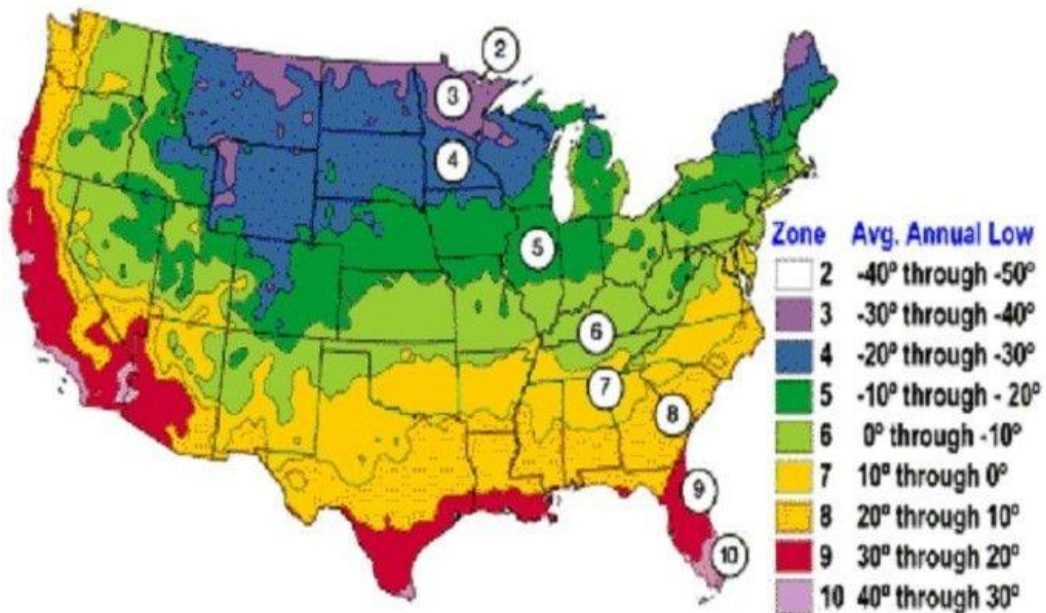 2
3
4
5
6
7
8
9
10
Zone Avg. Annual Low
2 -40° through -50°
3 -30° through -40°
4 -20° through -30°
5 -10° through - 20°
6 0° through -10°
7 10° through 0°
8 20° through 10°
9 30° through 20°
10 40° through 30°